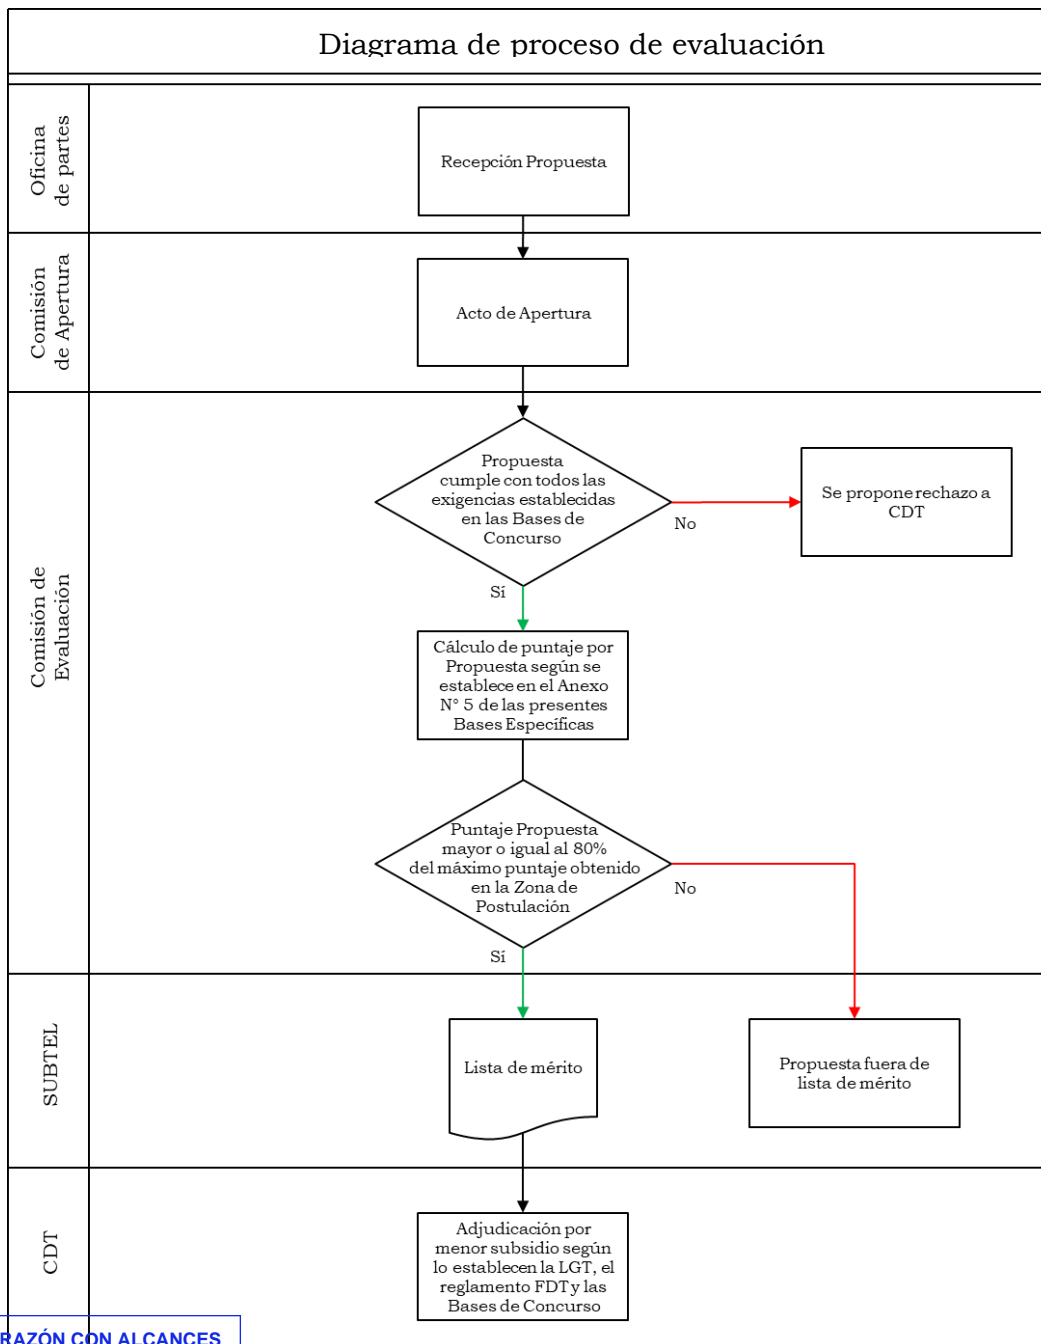 Diagrama de proceso de evaluación
Oficina
de partes
Recepción Propuesta
Comisión
de Apertura
Acto de Apertura
Comisión de
Evaluación
Propuesta
cumple con todos las
exigencias establecidas
en las Bases de
Concurso
No
Se propone rechazo a
CDT
Sí
Cálculo de puntaje por
Propuesta según se
establece en el Anexo
N° 5 de las presentes
Bases Específicas
Puntaje Propuesta
mayor o igual al 80%
del máximo puntaje obtenido
en la Zona de
Postulación
No
Sí
SUBTEL
Lista de mérito
Propuesta fuera de
lista de mérito
CDT
Adjudicación por
menor subsidio según
lo establecen la LGT, el
reglamento FDT y las
Bases de Concurso
RAZÓN CON ALCANCES